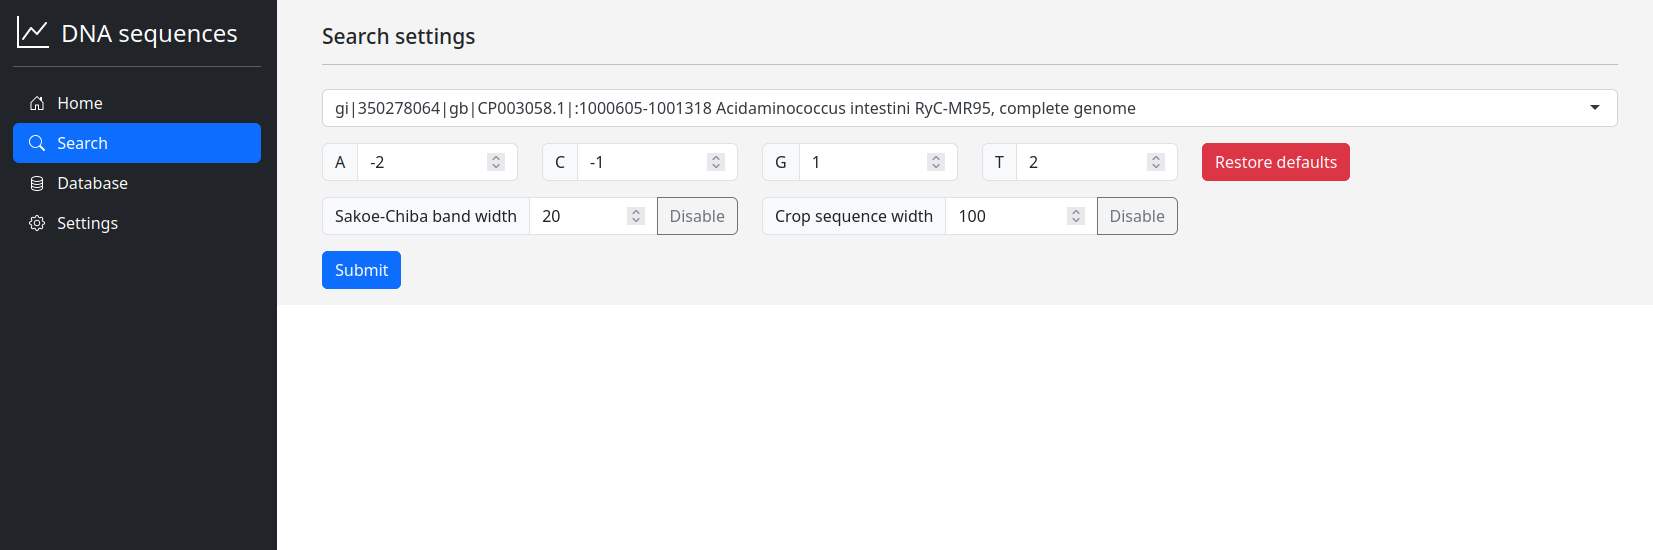 DNA sequences
Home
Search
Database
Settings
Search settings
gi|350278064|gb|CP003058.1|:1000605-1001318 Acidaminococcus intestini RyC-MR95, complete genome
A -2 C -1 G 1 T 2 Restore defaults
Sakoe-Chiba band width 20 Disable Crop sequence width 100 Disable
Submit